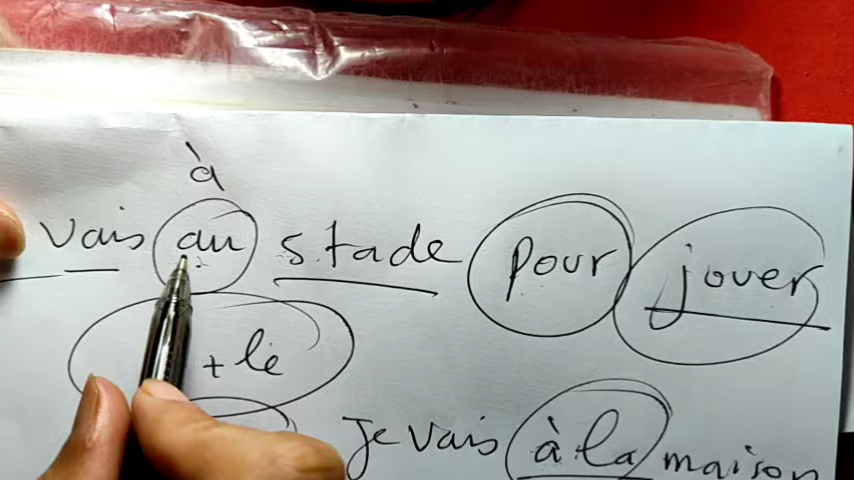 à
vais au stade pour jouer
+ le
Je vais à la maison